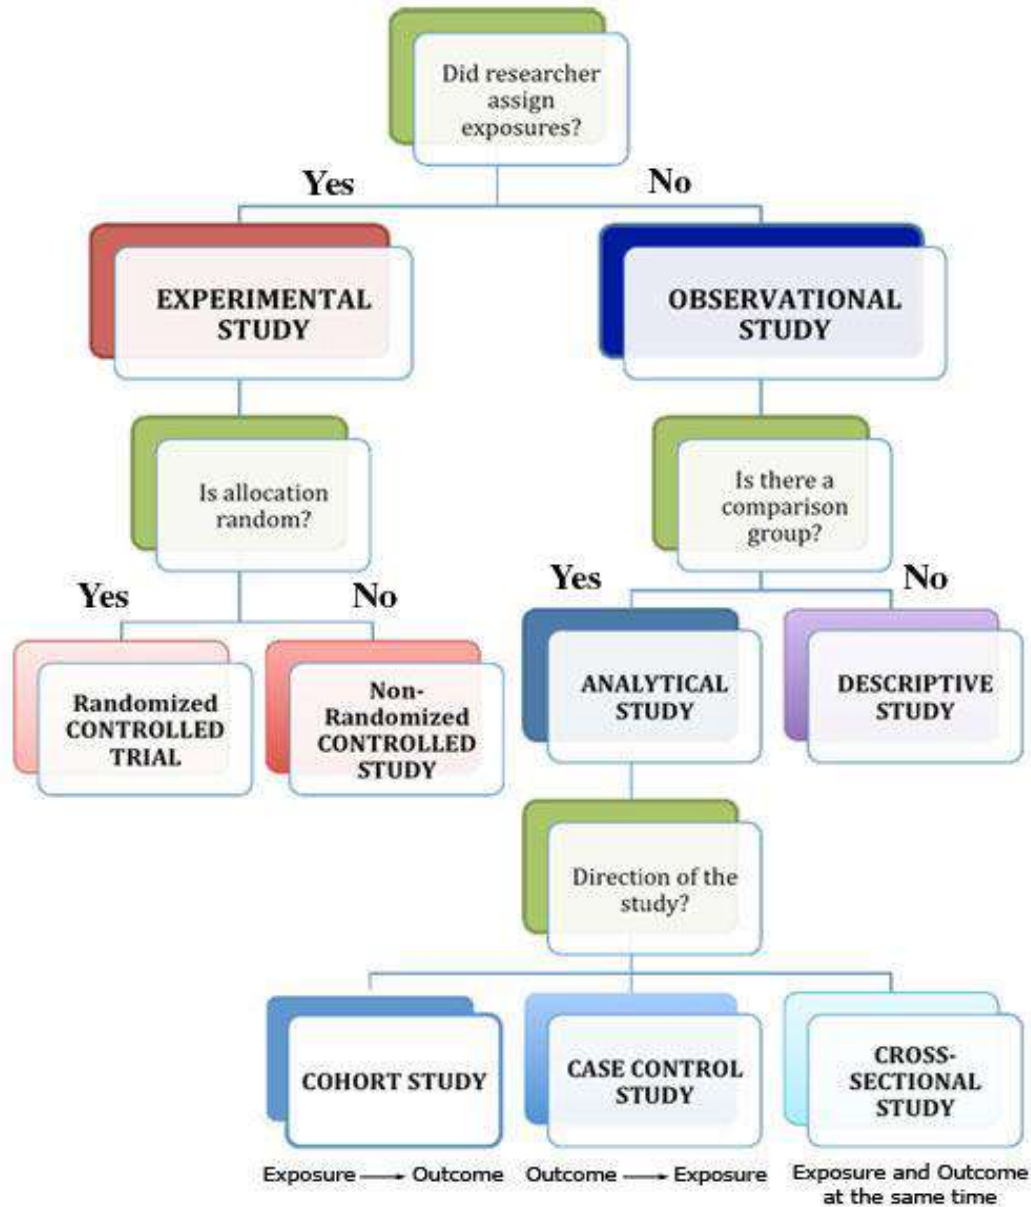 Did researcher
assign
exposures?
Yes
No
EXPERIMENTAL
STUDY
OBSERVATIONAL
STUDY
Is allocation
random?
Is there a
comparison
group?
Yes
No
Yes
No
Randomized
CONTROLLED
TRIAL
Non-
Randomized
CONTROLLED
STUDY
ANALYTICAL
STUDY
DESCRIPTIVE
STUDY
Direction of the
study?
COHORT STUDY
CASE CONTROL
STUDY
CROSS-
SECTIONAL
STUDY
Exposure → Outcome
Outcome → Exposure
Exposure and Outcome
at the same time